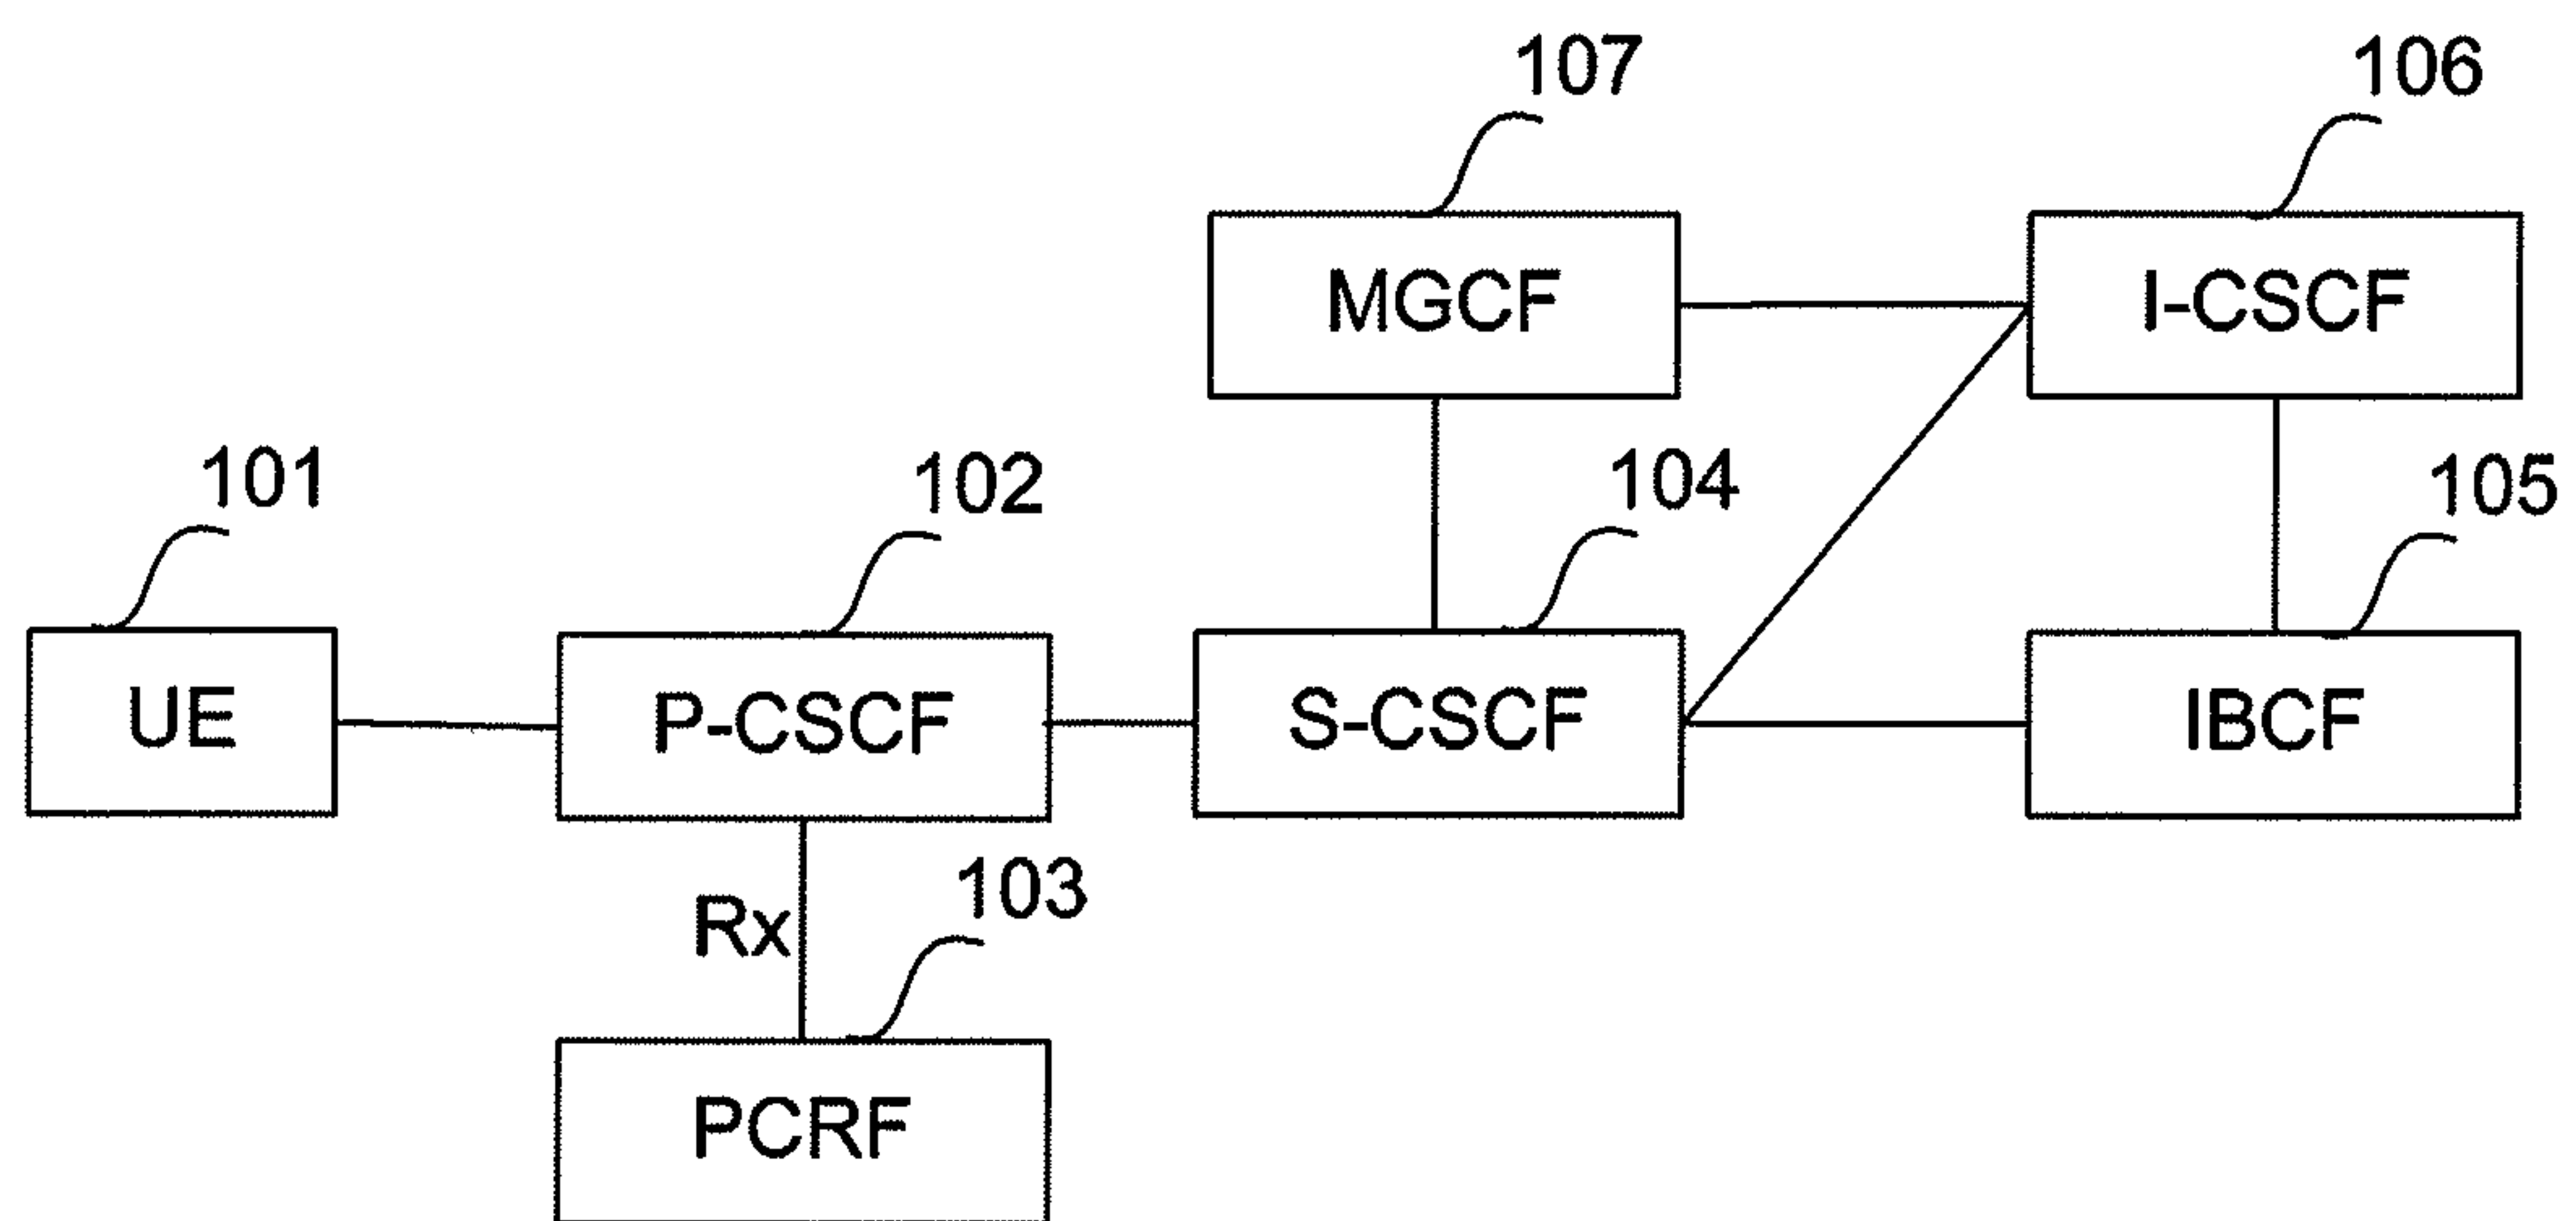 107
106
MGCF
I-CSCF
101
102
104
105
UE
P-CSCF
S-CSCF
IBCF
Rx
103
PCRF